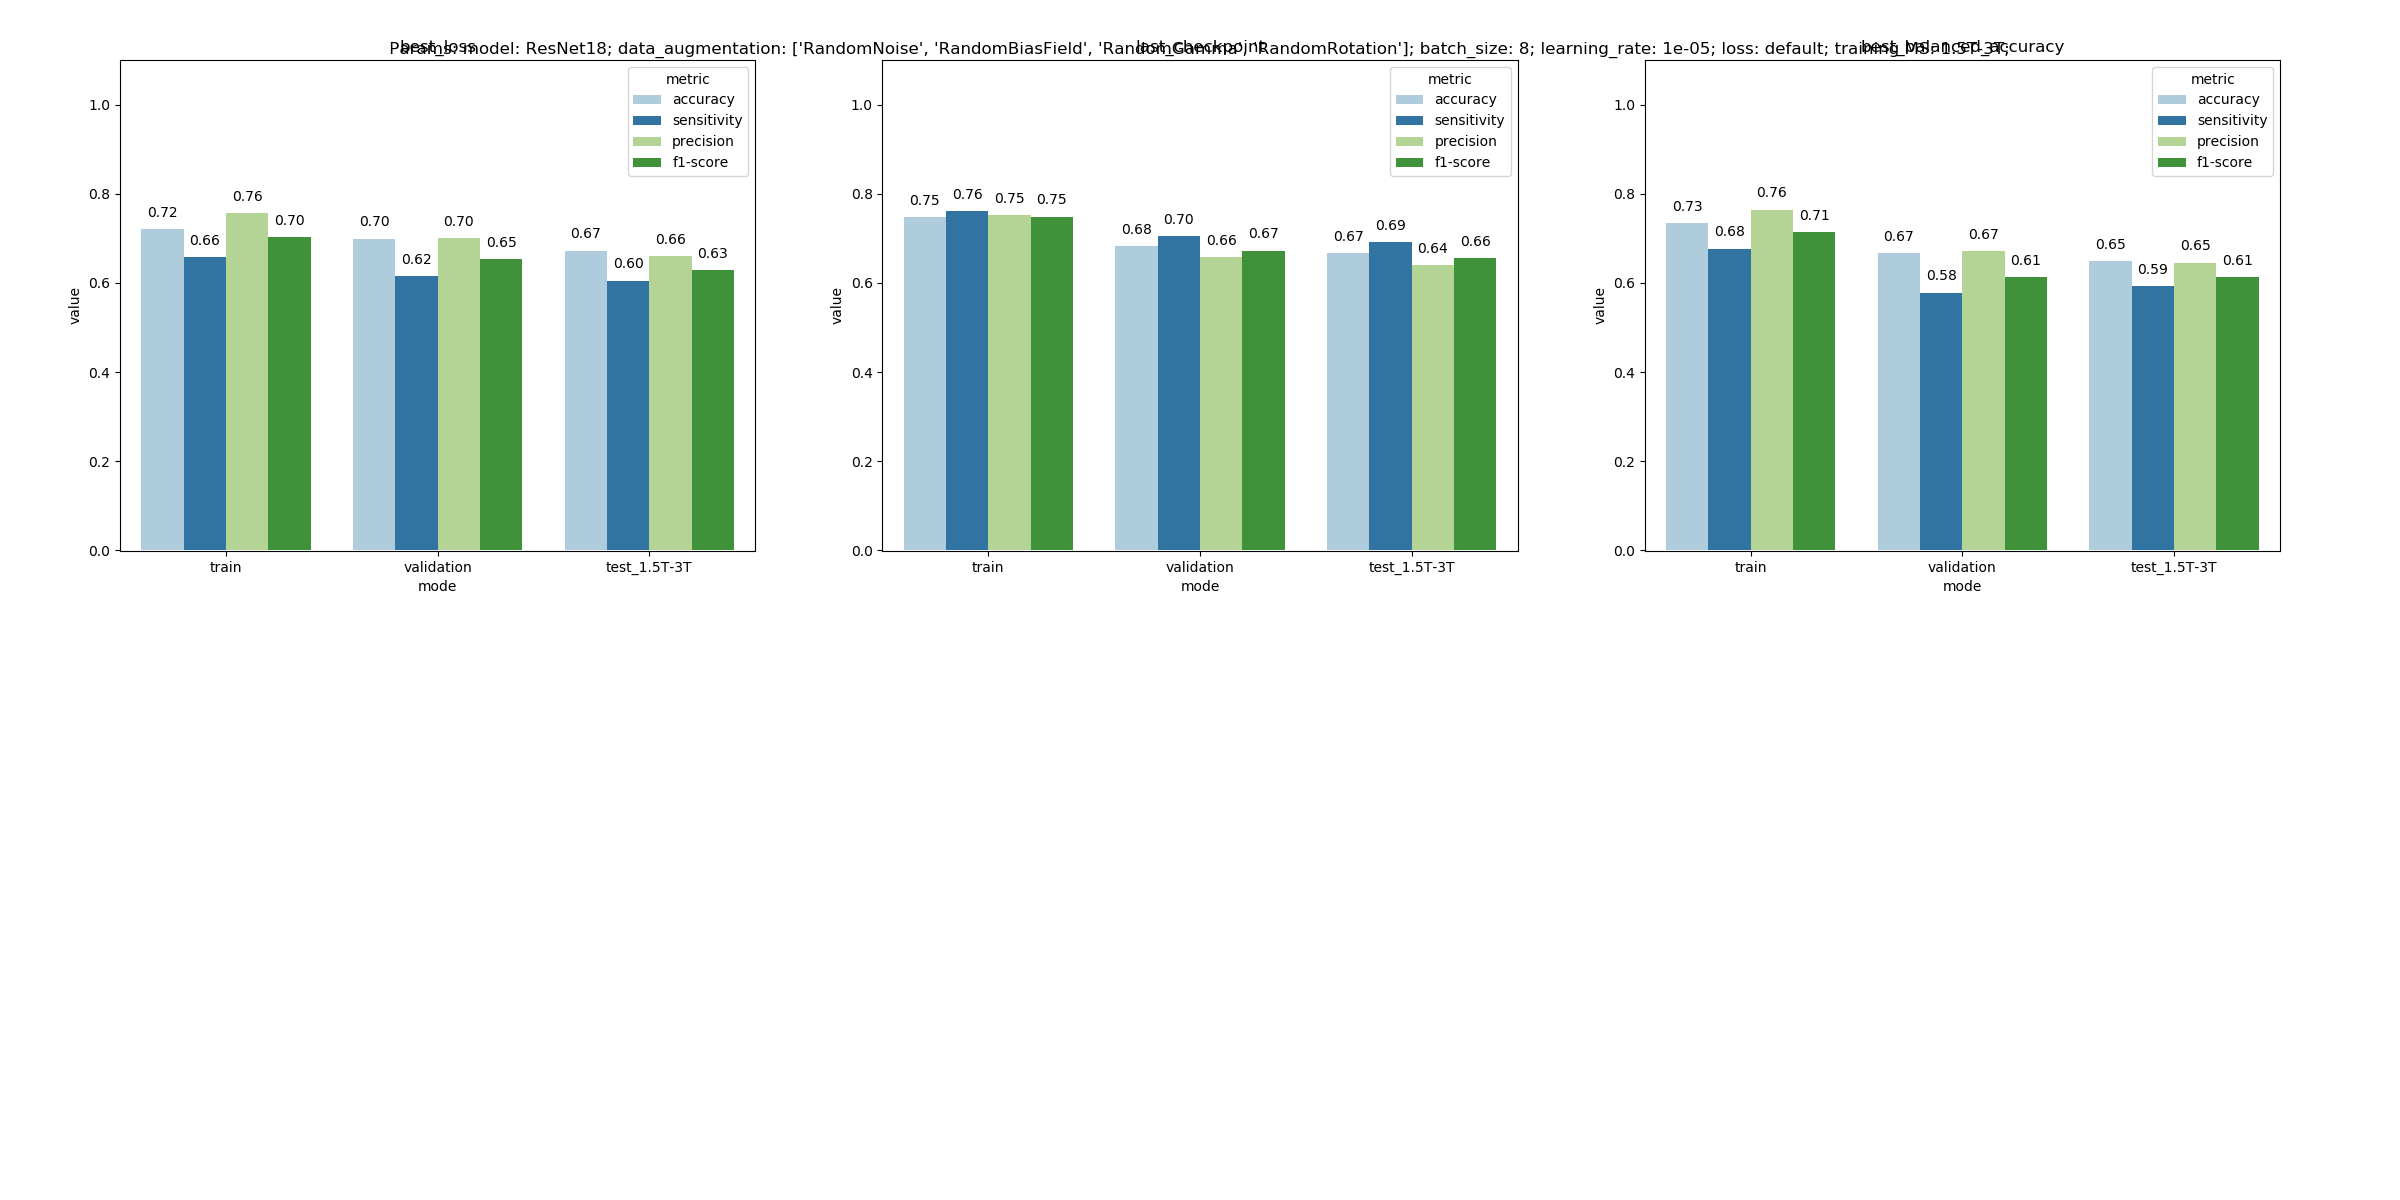 best_loss
last_checkpoint
best_balanced_accuracy
Params: model: ResNet18; data_augmentation: ['RandomNoise', 'RandomBiasField', 'RandomGamma', 'RandomRotation']; batch_size: 8; learning_rate: 1e-05; loss: default; training_MS: 1.5T-3T;
metric
accuracy
sensitivity
precision
f1-score
1.0
0.8
0.6
0.4
0.2
0.0
value
0.72
0.66
0.76
0.70
0.70
0.62
0.70
0.65
0.67
0.60
0.66
0.63
train
validation
test_1.5T-3T
mode
metric
accuracy
sensitivity
precision
f1-score
1.0
0.8
0.6
0.4
0.2
0.0
value
0.75
0.76
0.75
0.75
0.68
0.70
0.66
0.67
0.67
0.69
0.64
0.66
train
validation
test_1.5T-3T
mode
metric
accuracy
sensitivity
precision
f1-score
1.0
0.8
0.6
0.4
0.2
0.0
value
0.73
0.68
0.76
0.71
0.67
0.58
0.67
0.61
0.65
0.59
0.65
0.61
train
validation
test_1.5T-3T
mode